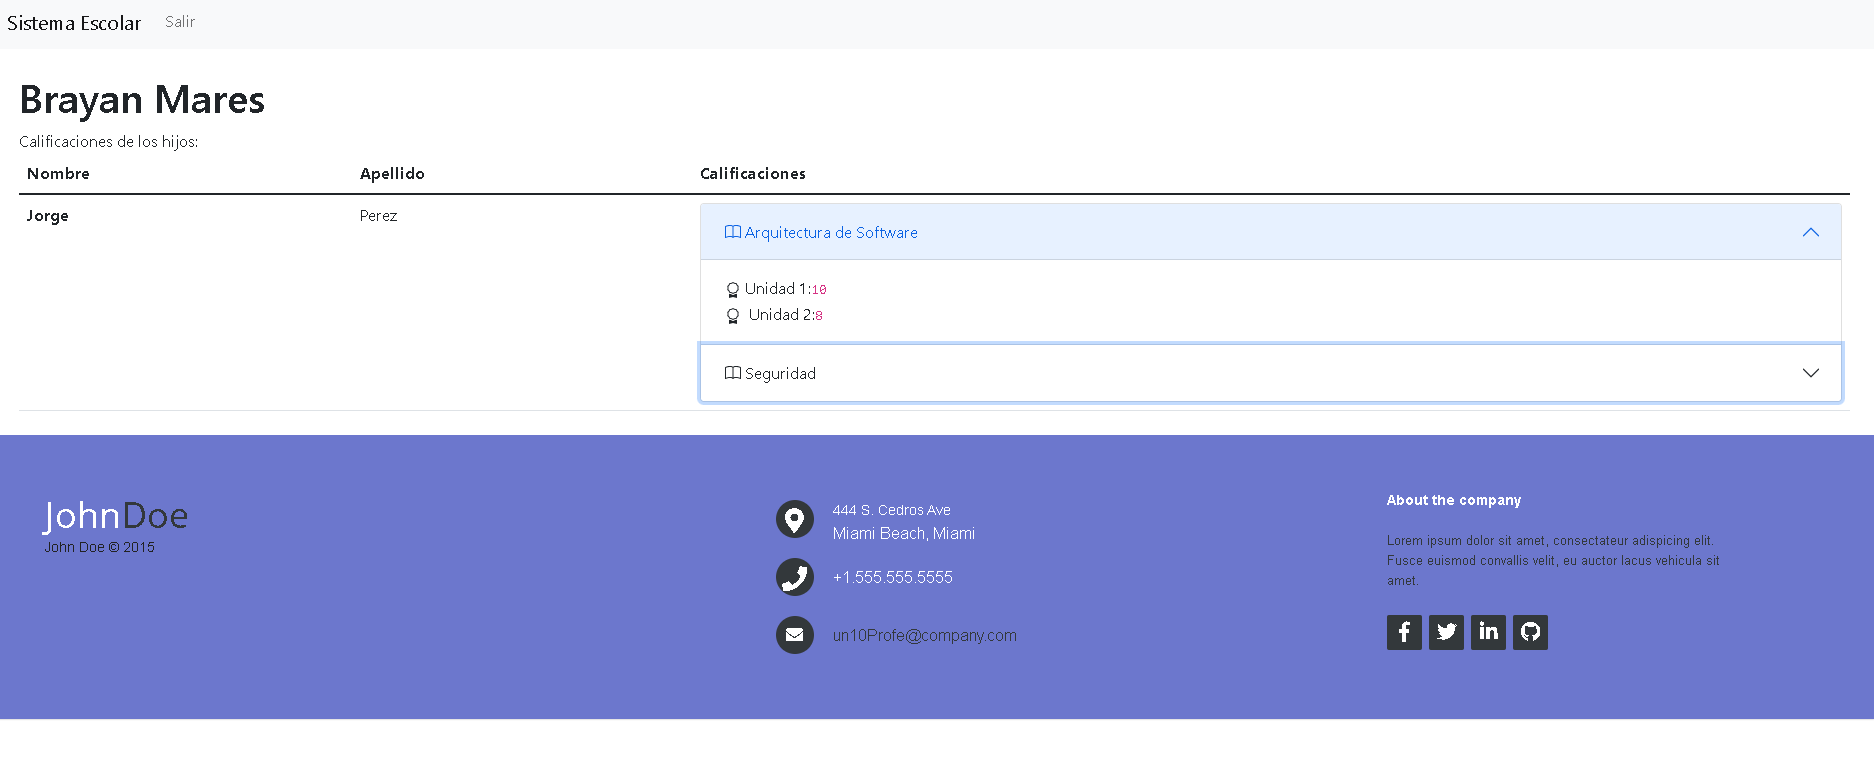 Sistema Escolar Salir
Brayan Mares
Calificaciones de los hijos:
Nombre Apellido Calificaciones
Jorge Perez
Arquitectura de Software
Unidad 1:10
Unidad 2:8
Seguridad
JohnDoe
John Doe © 2015
444 S. Cedros Ave
Miami Beach, Miami
+1.555.555.5555
un10Profe@company.com
About the company
Lorem ipsum dolor sit amet, consectateur adispicing elit.
Fusce euismod convallis velit, eu auctor lacus vehicula sit
amet.